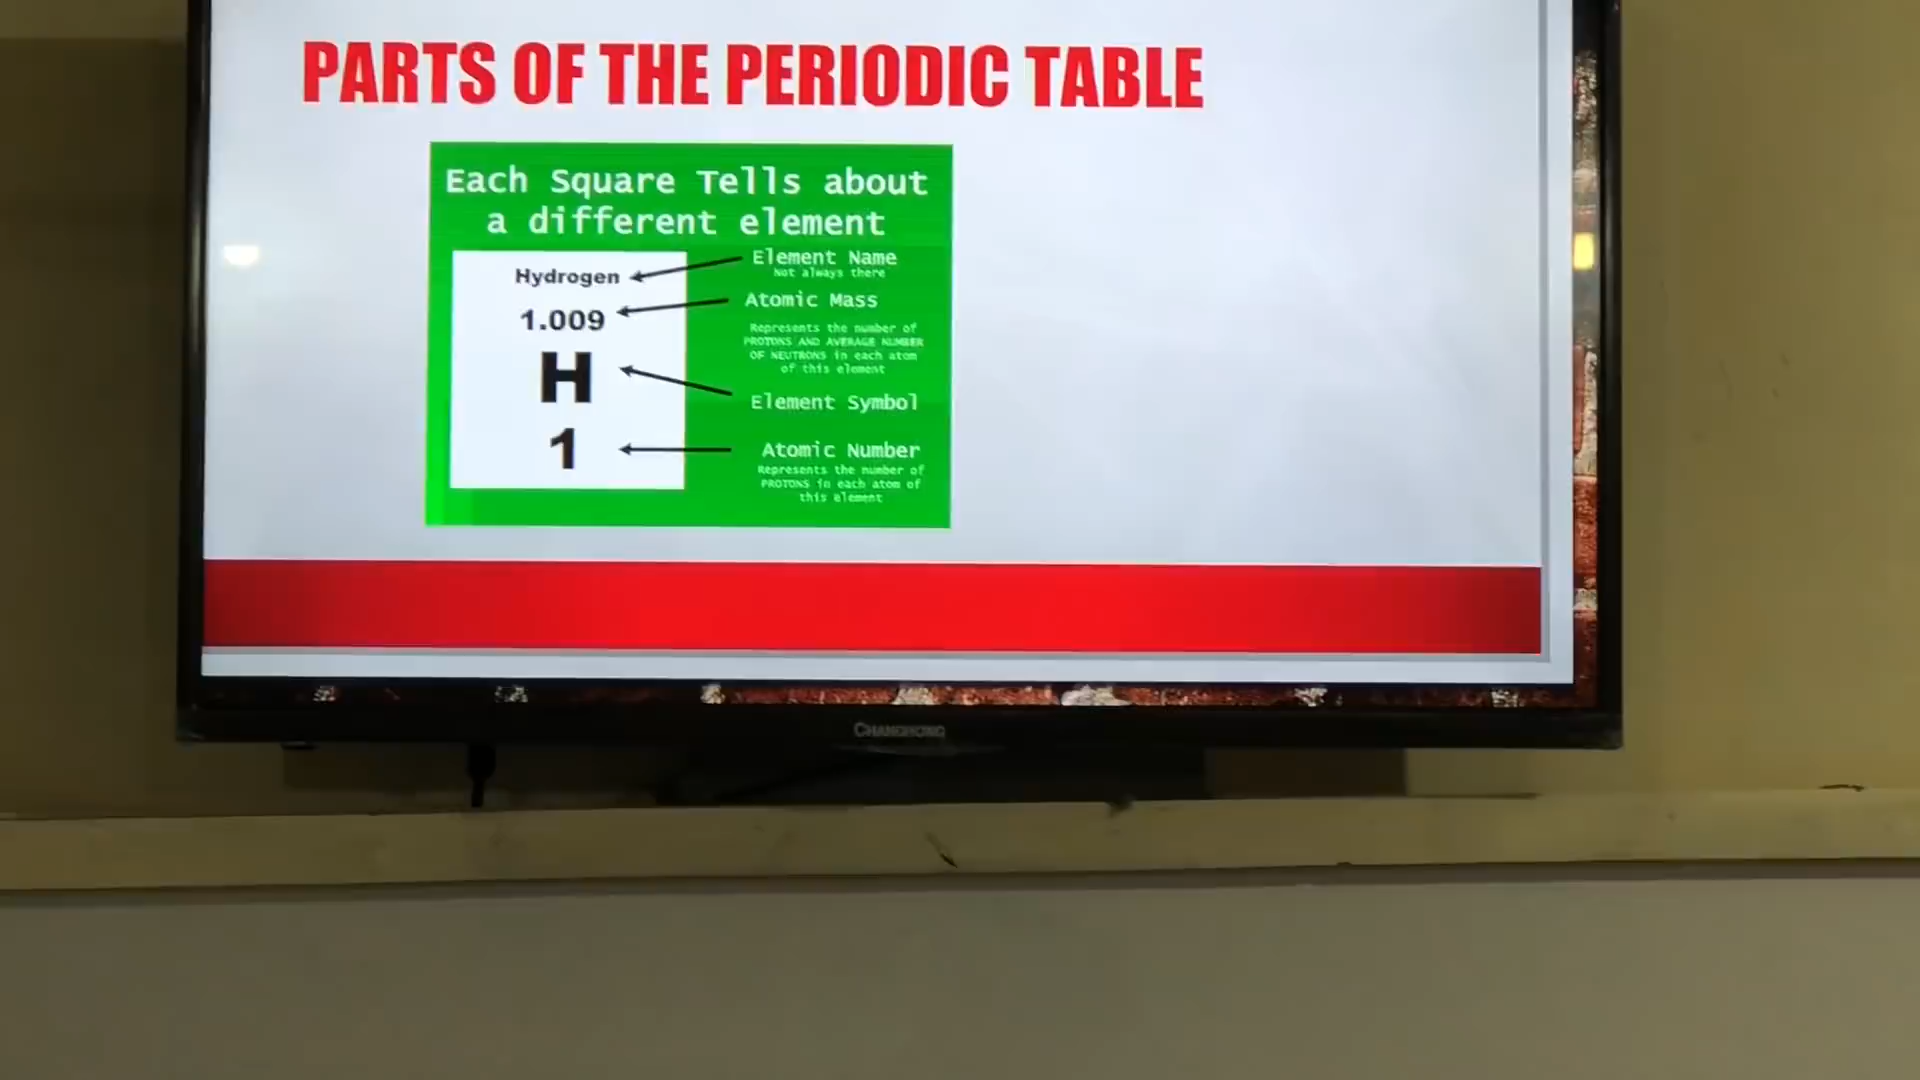 PARTS OF THE PERIODIC TABLE
Each Square Tells about
a different element
Hydrogen
Element Name
Not always there
1.009
Atomic Mass
Represents the number of
PROTONS AND AVERAGE NUMBER
OF NEUTRONS in each atom
of this element
H
Element Symbol
1
Atomic Number
Represents the number of
PROTONS in each atom of
this element
CHANGHONG